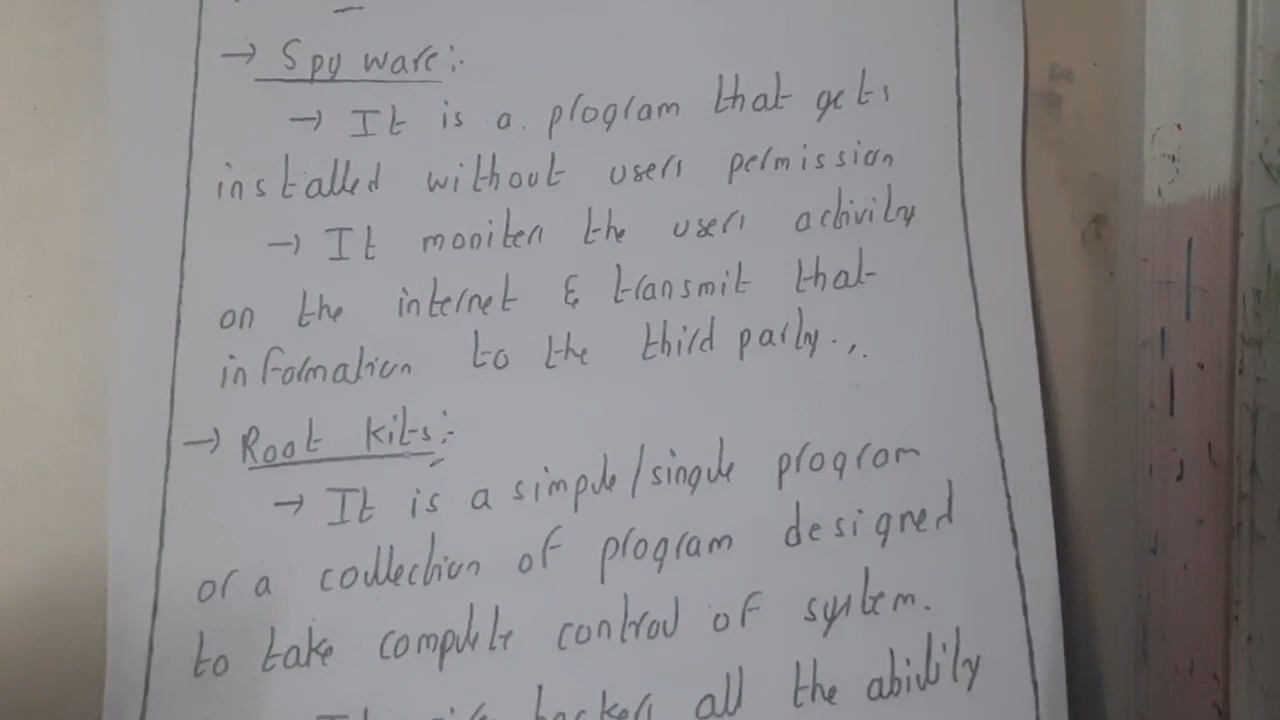 → Spy ware:-
→ It is a program that gets
installed without users permission
→ It moniters the users activity
on the internet & transmit that
information to the third party...
→ Root Kits:-
→ It is a simple/single program
or a collection of program designed
to take complete control of system.
hackers all the ability